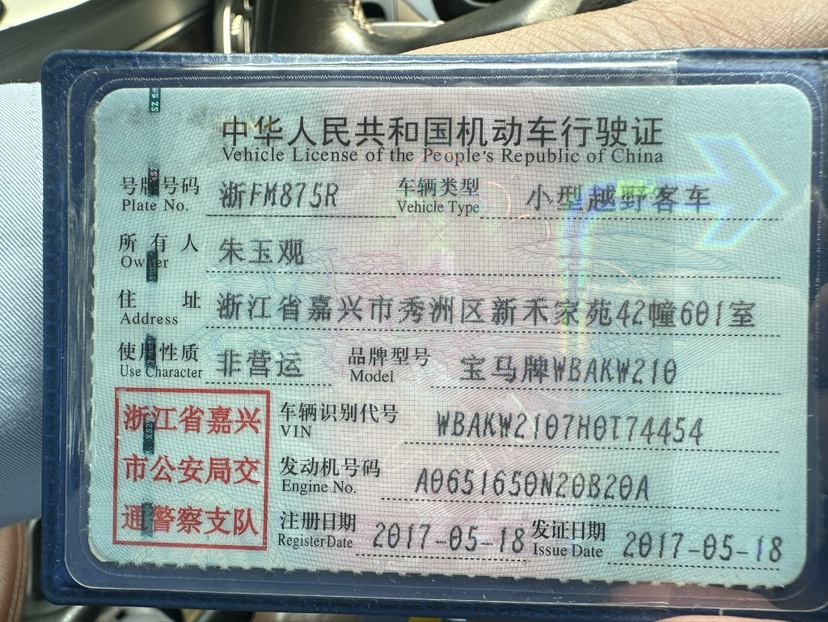 中华人民共和国机动车行驶证
Vehicle License of the People's Republic of China
号牌号码 浙FM875R 车辆类型 小型越野客车
Plate No. Vehicle Type
所有人 朱玉观
Owner
住址 浙江省嘉兴市秀洲区新禾家苑42幢601室
Address
使用性质 非营运 品牌型号 宝马牌WBAKW210
Use Character Model
浙江省嘉兴
市公安局交
通警察支队
车辆识别代号 WBAKW2107H0T74454
VIN
发动机号码 A0651650N20B20A
Engine No.
注册日期 2017-05-18 发证日期 2017-05-18
Register Date Issue Date